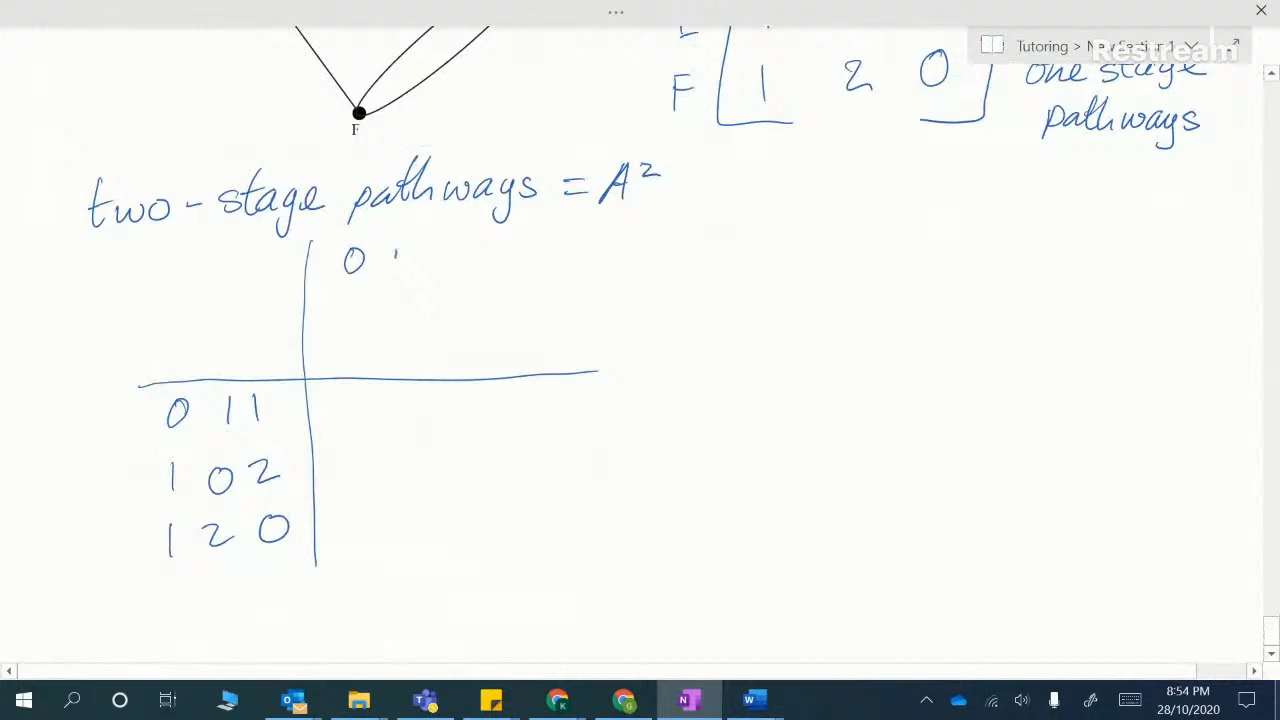 Tutoring > New Section 1
Restream
F 1 2 0
one stage
pathways
F
two-stage pathways = A²
0
0 1 1
1 0 2
1 2 0
8:54 PM
28/10/2020